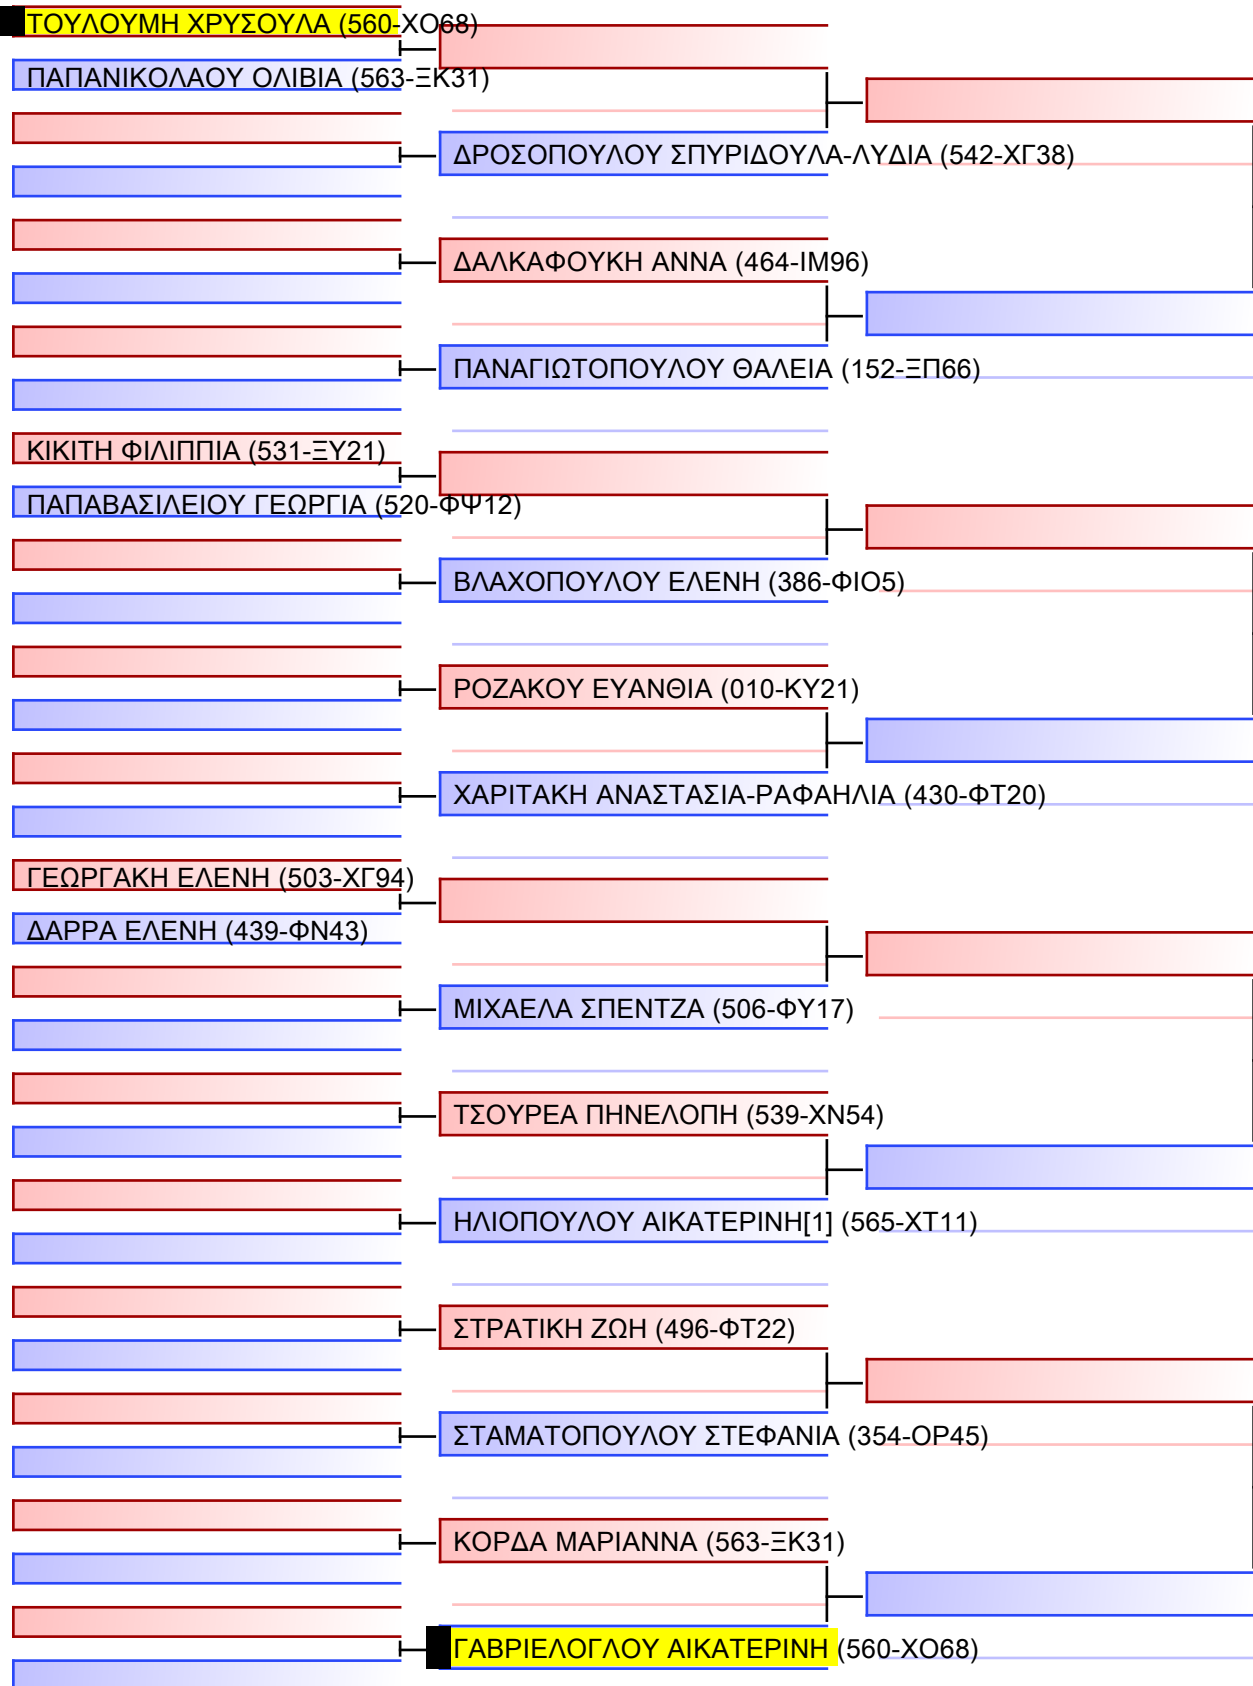 ΤΟΥΛΟΥΜΗ ΧΡΥΣΟΥΛΑ (560-ΧΟ68)
ΠΑΠΑΝΙΚΟΛΑΟΥ ΟΛΙΒΙΑ (563-ΞΚ31)
ΔΡΟΣΟΠΟΥΛΟΥ ΣΠΥΡΙΔΟΥΛΑ-ΛΥΔΙΑ (542-ΧΓ38)
ΔΑΛΚΑΦΟΥΚΗ ΑΝΝΑ (464-ΙΜ96)
ΠΑΝΑΓΙΩΤΟΠΟΥΛΟΥ ΘΑΛΕΙΑ (152-ΞΠ66)
ΚΙΚΙΤΗ ΦΙΛΙΠΠΙΑ (531-ΞΥ21)
ΠΑΠΑΒΑΣΙΛΕΙΟΥ ΓΕΩΡΓΙΑ (520-ΦΨ12)
ΒΛΑΧΟΠΟΥΛΟΥ ΕΛΕΝΗ (386-ΦΙΟ5)
ΡΟΖΑΚΟΥ ΕΥΑΝΘΙΑ (010-ΚΥ21)
ΧΑΡΙΤΑΚΗ ΑΝΑΣΤΑΣΙΑ-ΡΑΦΑΗΛΙΑ (430-ΦΤ20)
ΓΕΩΡΓΑΚΗ ΕΛΕΝΗ (503-ΧΓ94)
ΔΑΡΡΑ ΕΛΕΝΗ (439-ΦΝ43)
ΜΙΧΑΕΛΑ ΣΠΕΝΤΖΑ (506-ΦΥ17)
ΤΣΟΥΡΕΑ ΠΗΝΕΛΟΠΗ (539-ΧΝ54)
ΗΛΙΟΠΟΥΛΟΥ ΑΙΚΑΤΕΡΙΝΗ[1] (565-ΧΤ11)
ΣΤΡΑΤΙΚΗ ΖΩΗ (496-ΦΤ22)
ΣΤΑΜΑΤΟΠΟΥΛΟΥ ΣΤΕΦΑΝΙΑ (354-ΟΡ45)
ΚΟΡΔΑ ΜΑΡΙΑΝΝΑ (563-ΞΚ31)
ΓΑΒΡΙΕΛΟΓΛΟΥ ΑΙΚΑΤΕΡΙΝΗ (560-ΧΟ68)